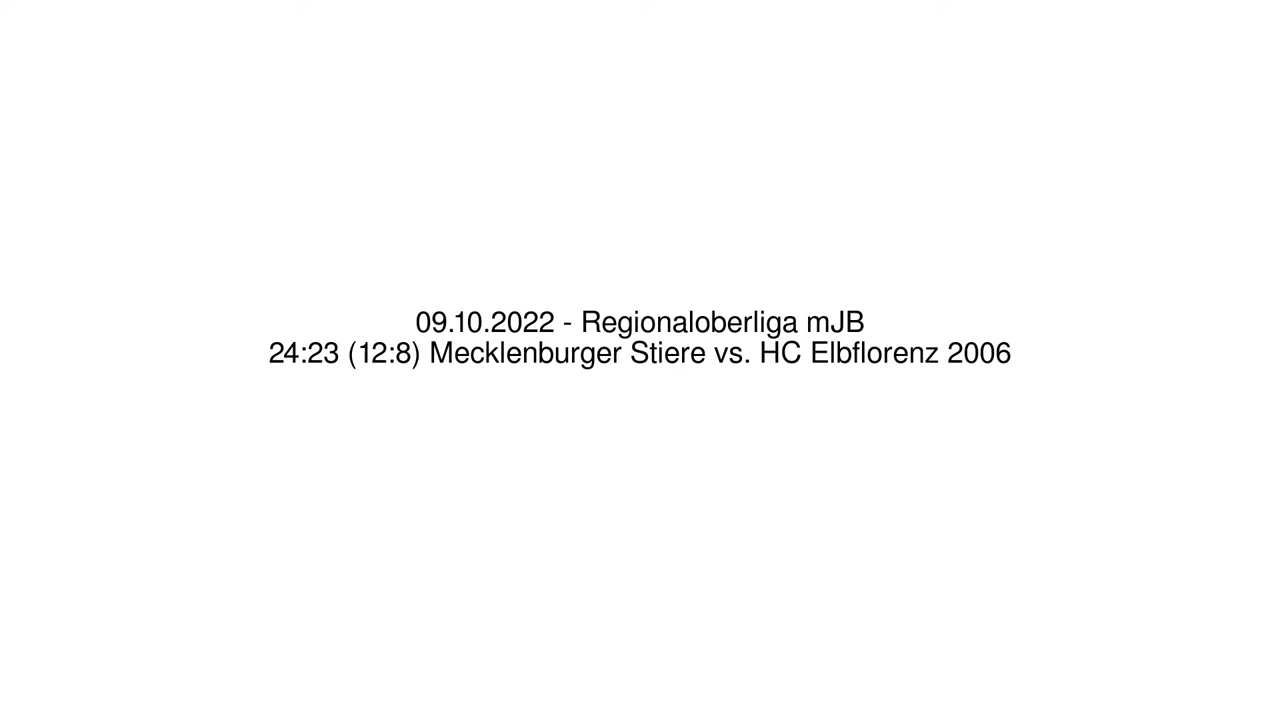 09.10.2022 - Regionaloberliga mJB
24:23 (12:8) Mecklenburger Stiere vs. HC Elbflorenz 2006